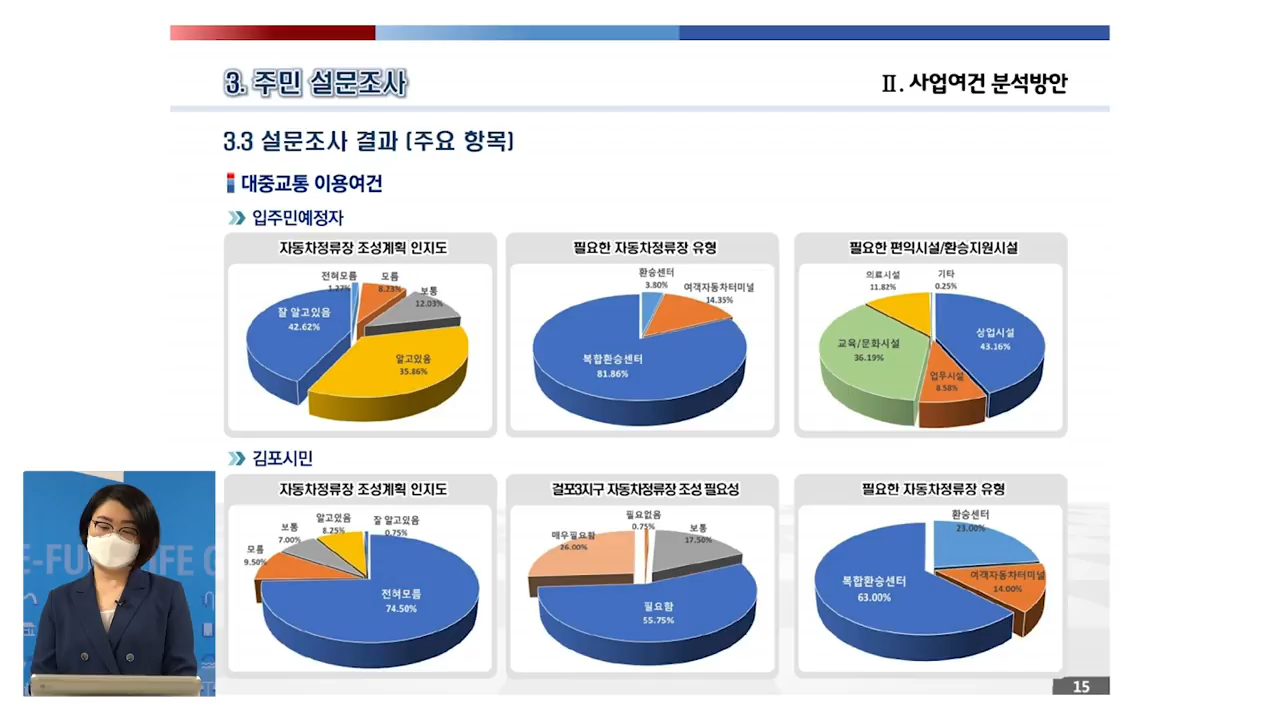 3. 주민 설문조사
Ⅱ. 사업여건 분석방안
3.3 설문조사 결과 (주요 항목)
대중교통 이용여건
입주민예정자
자동차정류장 조성계획 인지도
전혀모름
1.27%
모름
8.23%
보통
12.03%
잘 알고있음
42.62%
알고있음
35.86%
필요한 자동차정류장 유형
환승센터
3.80%
여객자동차터미널
14.35%
복합환승센터
81.86%
필요한 편익시설/환승지원시설
의료시설
11.82%
기타
0.25%
상업시설
43.16%
교육/문화시설
36.19%
업무시설
8.58%
김포시민
자동차정류장 조성계획 인지도
잘 알고있음
0.75%
알고있음
8.25%
보통
7.00%
모름
9.50%
전혀모름
74.50%
걸포3지구 자동차정류장 조성 필요성
필요없음
0.75%
보통
17.50%
매우필요함
26.00%
필요함
55.75%
필요한 자동차정류장 유형
환승센터
23.00%
여객자동차터미널
14.00%
복합환승센터
63.00%
15